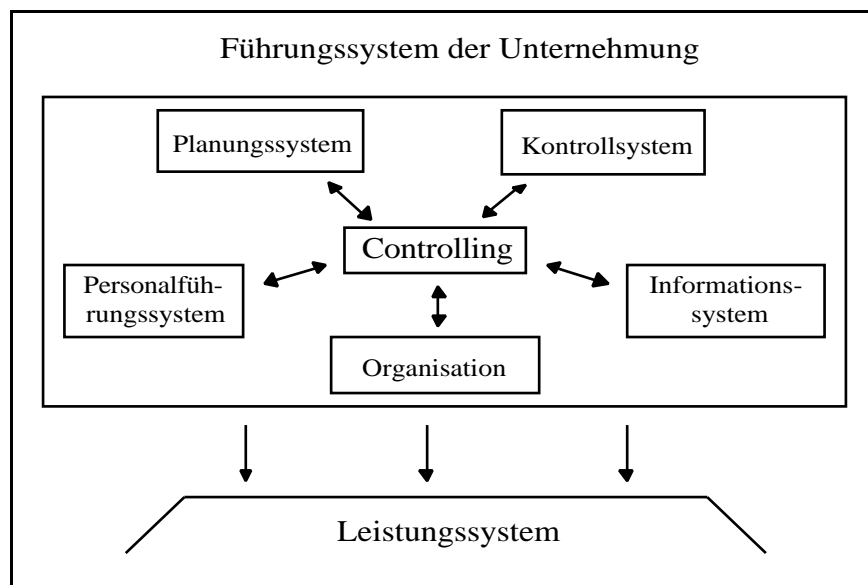 Führungssystem der Unternehmung
Planungssystem
Kontrollsystem
Controlling
Personalfüh-
rungssystem
Informations-
system
Organisation
Leistungssystem